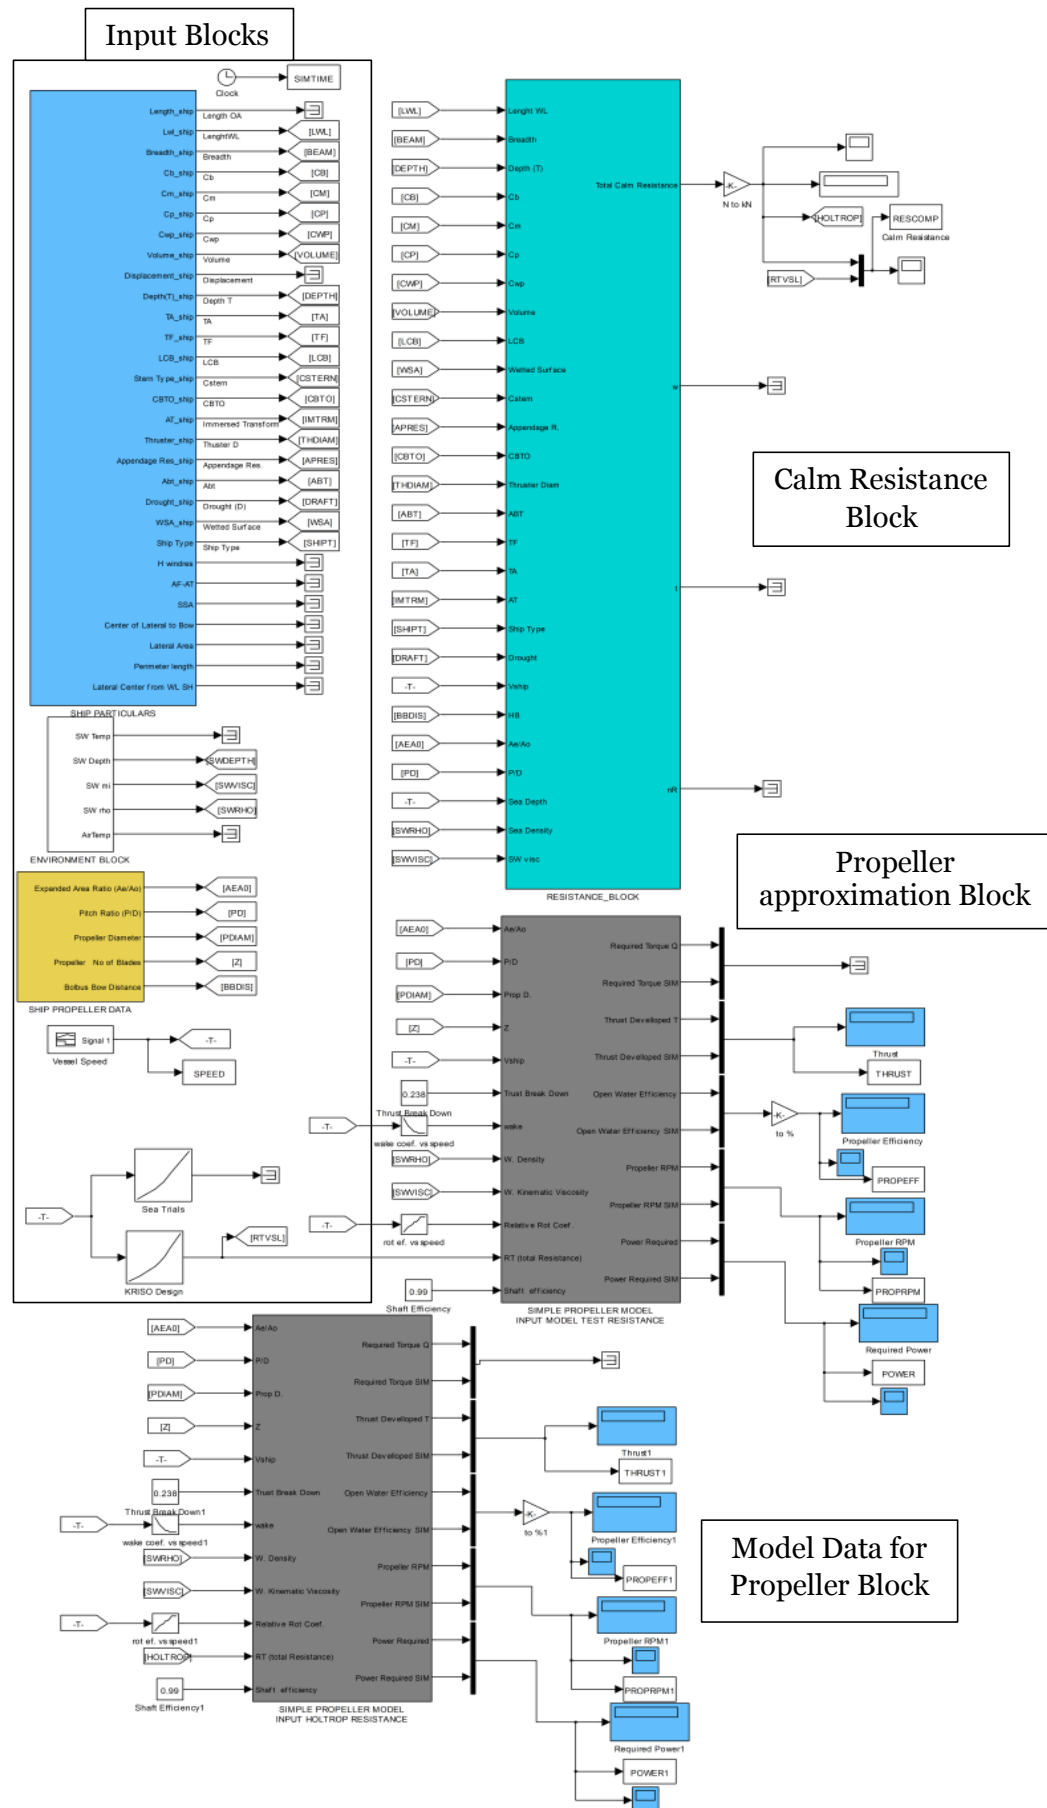 Input Blocks
Clock
SIMTIME
Length_ship
Length OA
Lwl_ship
LenghtWL
[LWL]
Breadth_ship
Breadth
[BEAM]
Cb_ship
Cb
[CB]
Cm_ship
Cm
[CM]
Cp_ship
Cp
[CP]
Cwp_ship
Cwp
[CWP]
Volume_ship
Volume
[VOLUME]
Displacement_ship
Displacement
Depth(T)_ship
Depth T
[DEPTH]
TA_ship
TA
[TA]
TF_ship
TF
[TF]
LCB_ship
LCB
[LCB]
Stern Type_ship
Cstern
[CSTERN]
CBTO_ship
CBTO
[CBTO]
AT_ship
Immersed Transform
[IMTRM]
Thruster_ship
Thuster D
[THDIAM]
Appendage Res_ship
Appendage Res.
[APRES]
Abt_ship
Abt
[ABT]
Drought_ship
Drought (D)
[DRAFT]
WSA_ship
Wetted Surface
[WSA]
Ship Type
Ship Type
[SHIPT]
H windres
AF-AT
SSA
Center of Lateral to Bow
Lateral Area
Perimeter length
Lateral Center from WL SH
SHIP PARTICULARS
SW Temp
SW Depth
[SWDEPTH]
SW mi
[SWVISC]
SW rho
[SWRHO]
AirTemp
ENVIRONMENT BLOCK
Expanded Area Ratio (Ae/Ao)
[AEA0]
Pitch Ratio (P/D)
[PD]
Propeller Diameter
[PDIAM]
Propeller No of Blades
[Z]
Bolbus Bow Distance
[BBDIS]
SHIP PROPELLER DATA
Signal 1
Vessel Speed
-T-
SPEED
-T-
Sea Trials
KRISO Design
[RTVSL]
[LWL]
Lenght WL
[BEAM]
Breadth
[DEPTH]
Depth (T)
[CB]
Cb
[CM]
Cm
[CP]
Cp
[CWP]
Cwp
[VOLUME]
Volume
[LCB]
LCB
[WSA]
Wetted Surface
[CSTERN]
Cstern
[APRES]
Appendage R.
[CBTO]
CBTO
[THDIAM]
Thruster Diam
[ABT]
ABT
[TF]
TF
[TA]
TA
[IMTRM]
AT
[SHIPT]
Ship Type
[DRAFT]
Drought
-T-
Vship
[BBDIS]
HB
[AEA0]
Ae/Ao
[PD]
P/D
-T-
Sea Depth
[SWRHO]
Sea Density
[SWVISC]
SW visc
Total Calm Resistance
w
t
nR
RESISTANCE_BLOCK
-K-
N to kN
[HOLTROP]
[RTVSL]
RESCOMP
Calm Resistance
Calm Resistance
Block
Propeller
approximation Block
[AEA0]
Ae/Ao
[PD]
P/D
[PDIAM]
Prop D.
[Z]
Z
-T-
Vship
0.238
Trust Break Down
Thrust Break Down
-T-
wake
wake coef. vs speed
[SWRHO]
W. Density
[SWVISC]
W. Kinematic Viscosity
-T-
Relative Rot Coef.
rot ef. vs speed
RT (total Resistance)
0.99
Shaft efficiency
Shaft Efficiency
Required Torque Q
Required Torque SIM
Thrust Develloped T
Thrust Develloped SIM
Open Water Efficiency
Open Water Efficiency SIM
Propeller RPM
Propeller RPM SIM
Power Required
Power Required SIM
SIMPLE PROPELLER MODEL
INPUT MODEL TEST RESISTANCE
Thrust
THRUST
-K-
to %
Propeller Efficiency
PROPEFF
Propeller RPM
PROPRPM
Required Power
POWER
[AEA0]
Ae/Ao
[PD]
P/D
[PDIAM]
Prop D.
[Z]
Z
-T-
Vship
0.238
Trust Break Down
Thrust Break Down1
-T-
wake
wake coef. vs speed1
[SWRHO]
W. Density
[SWVISC]
W. Kinematic Viscosity
-T-
Relative Rot Coef.
rot ef. vs speed1
[HOLTROP]
RT (total Resistance)
0.99
Shaft efficiency
Shaft Efficiency1
Required Torque Q
Required Torque SIM
Thrust Develloped T
Thrust Develloped SIM
Open Water Efficiency
Open Water Efficiency SIM
Propeller RPM
Propeller RPM SIM
Power Required
Power Required SIM
SIMPLE PROPELLER MODEL
INPUT HOLTROP RESISTANCE
Thrust1
THRUST1
-K-
to %1
Propeller Efficiency1
PROPEFF1
Propeller RPM1
PROPRPM1
Required Power1
POWER1
Model Data for
Propeller Block